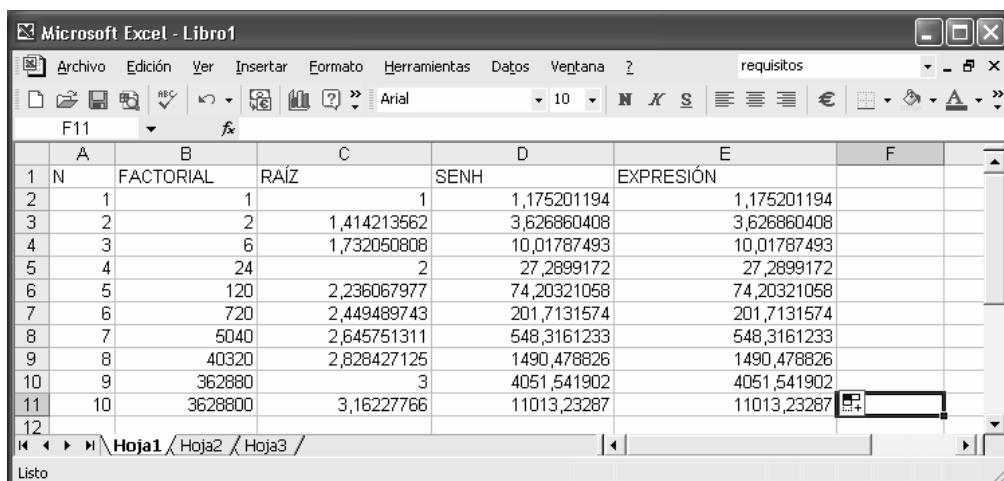 Microsoft Excel - Libro1
Archivo Edición Ver Insertar Formato Herramientas Datos Ventana ? requisitos
ABC Arial 10 N K S € A
F11 fx
A B C D E F
1 N FACTORIAL RAÍZ SENH EXPRESIÓN
2 1 1 1 1,175201194 1,175201194
3 2 2 1,414213562 3,626860408 3,626860408
4 3 6 1,732050808 10,01787493 10,01787493
5 4 24 2 27,2899172 27,2899172
6 5 120 2,236067977 74,20321058 74,20321058
7 6 720 2,449489743 201,7131574 201,7131574
8 7 5040 2,645751311 548,3161233 548,3161233
9 8 40320 2,828427125 1490,478826 1490,478826
10 9 362880 3 4051,541902 4051,541902
11 10 3628800 3,16227766 11013,23287 11013,23287
12
Hoja1 / Hoja2 / Hoja3 /
Listo